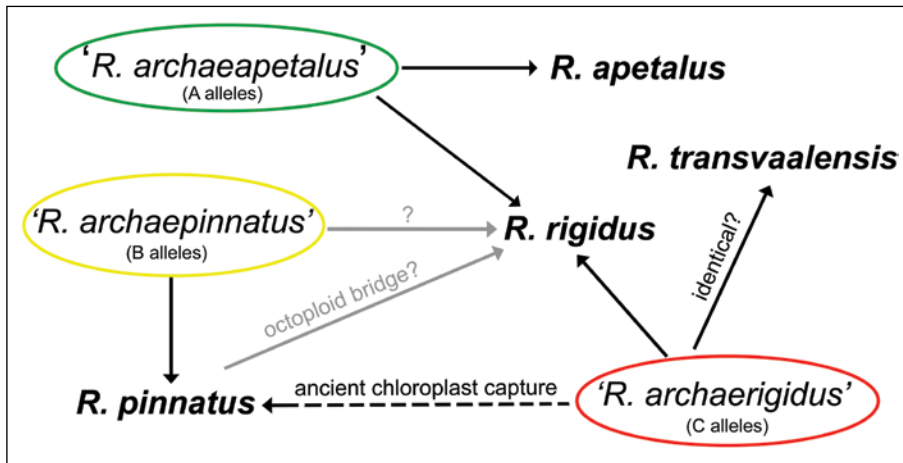 'R. archaeapetalus'
(A alleles)
R. apetalus
R. transvaalensis
'R. archaepinnatus'
(B alleles)
?
R. rigidus
identical?
octoploid bridge?
R. pinnatus
ancient chloroplast capture
'R. archaerigidus'
(C alleles)